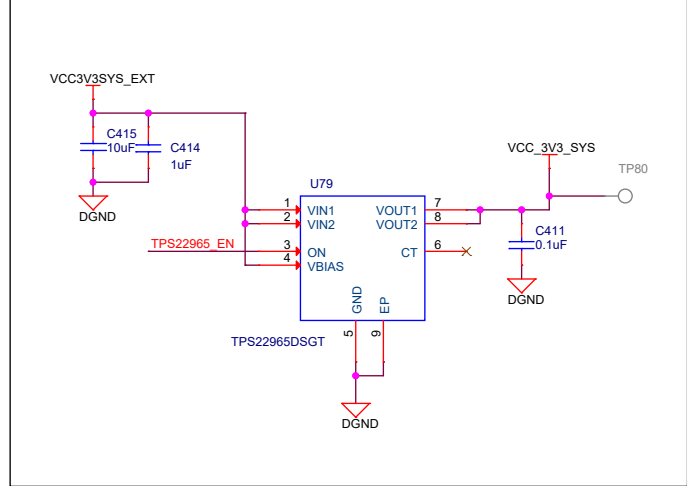 VCC3V3SYS_EXT
C415
10uF
C414
1uF
DGND
VCC_3V3_SYS
TP80
U79
1
VIN1
VOUT1
7
2
VIN2
VOUT2
8
TPS22965_EN
3
ON
CT
6
4
VBIAS
C411
0.1uF
DGND
GND
EP
TPS22965DSGT
5
9
DGND